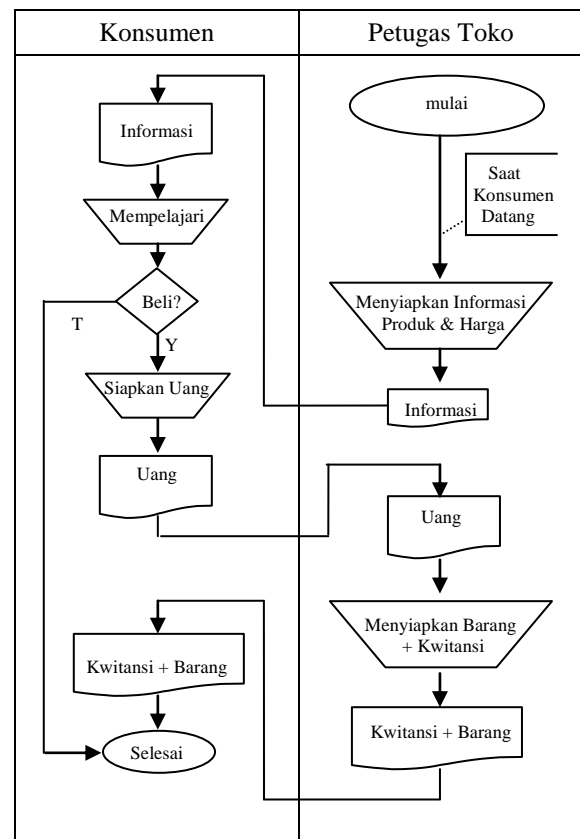 Konsumen
Petugas Toko
mulai
Saat
Konsumen
Datang
Menyiapkan Informasi
Produk & Harga
Informasi
Informasi
Mempelajari
Beli?
T
Y
Siapkan Uang
Uang
Uang
Menyiapkan Barang
+ Kwitansi
Kwitansi + Barang
Kwitansi + Barang
Selesai